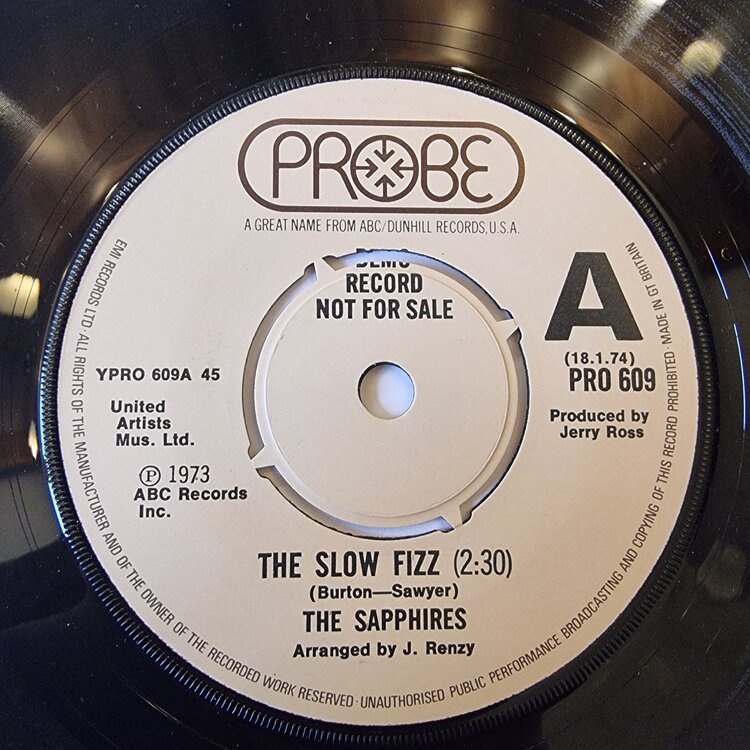 PROBE
A GREAT NAME FROM ABC/DUNHILL RECORDS, U.S.A.
DEMO
RECORD
NOT FOR SALE
A
(18.1.74)
PRO 609
YPRO 609A 45
United
Artists
Mus. Ltd.
Produced by
Jerry Ross
Ⓟ 1973
ABC Records
Inc.
THE SLOW FIZZ (2:30)
(Burton—Sawyer)
THE SAPPHIRES
Arranged by J. Renzy
EMI RECORDS LTD · ALL RIGHTS OF THE MANUFACTURER AND OF THE OWNER OF THE RECORDED WORK RESERVED · UNAUTHORISED PUBLIC PERFORMANCE BROADCASTING AND COPYING OF THIS RECORD PROHIBITED · MADE IN GT BRITAIN